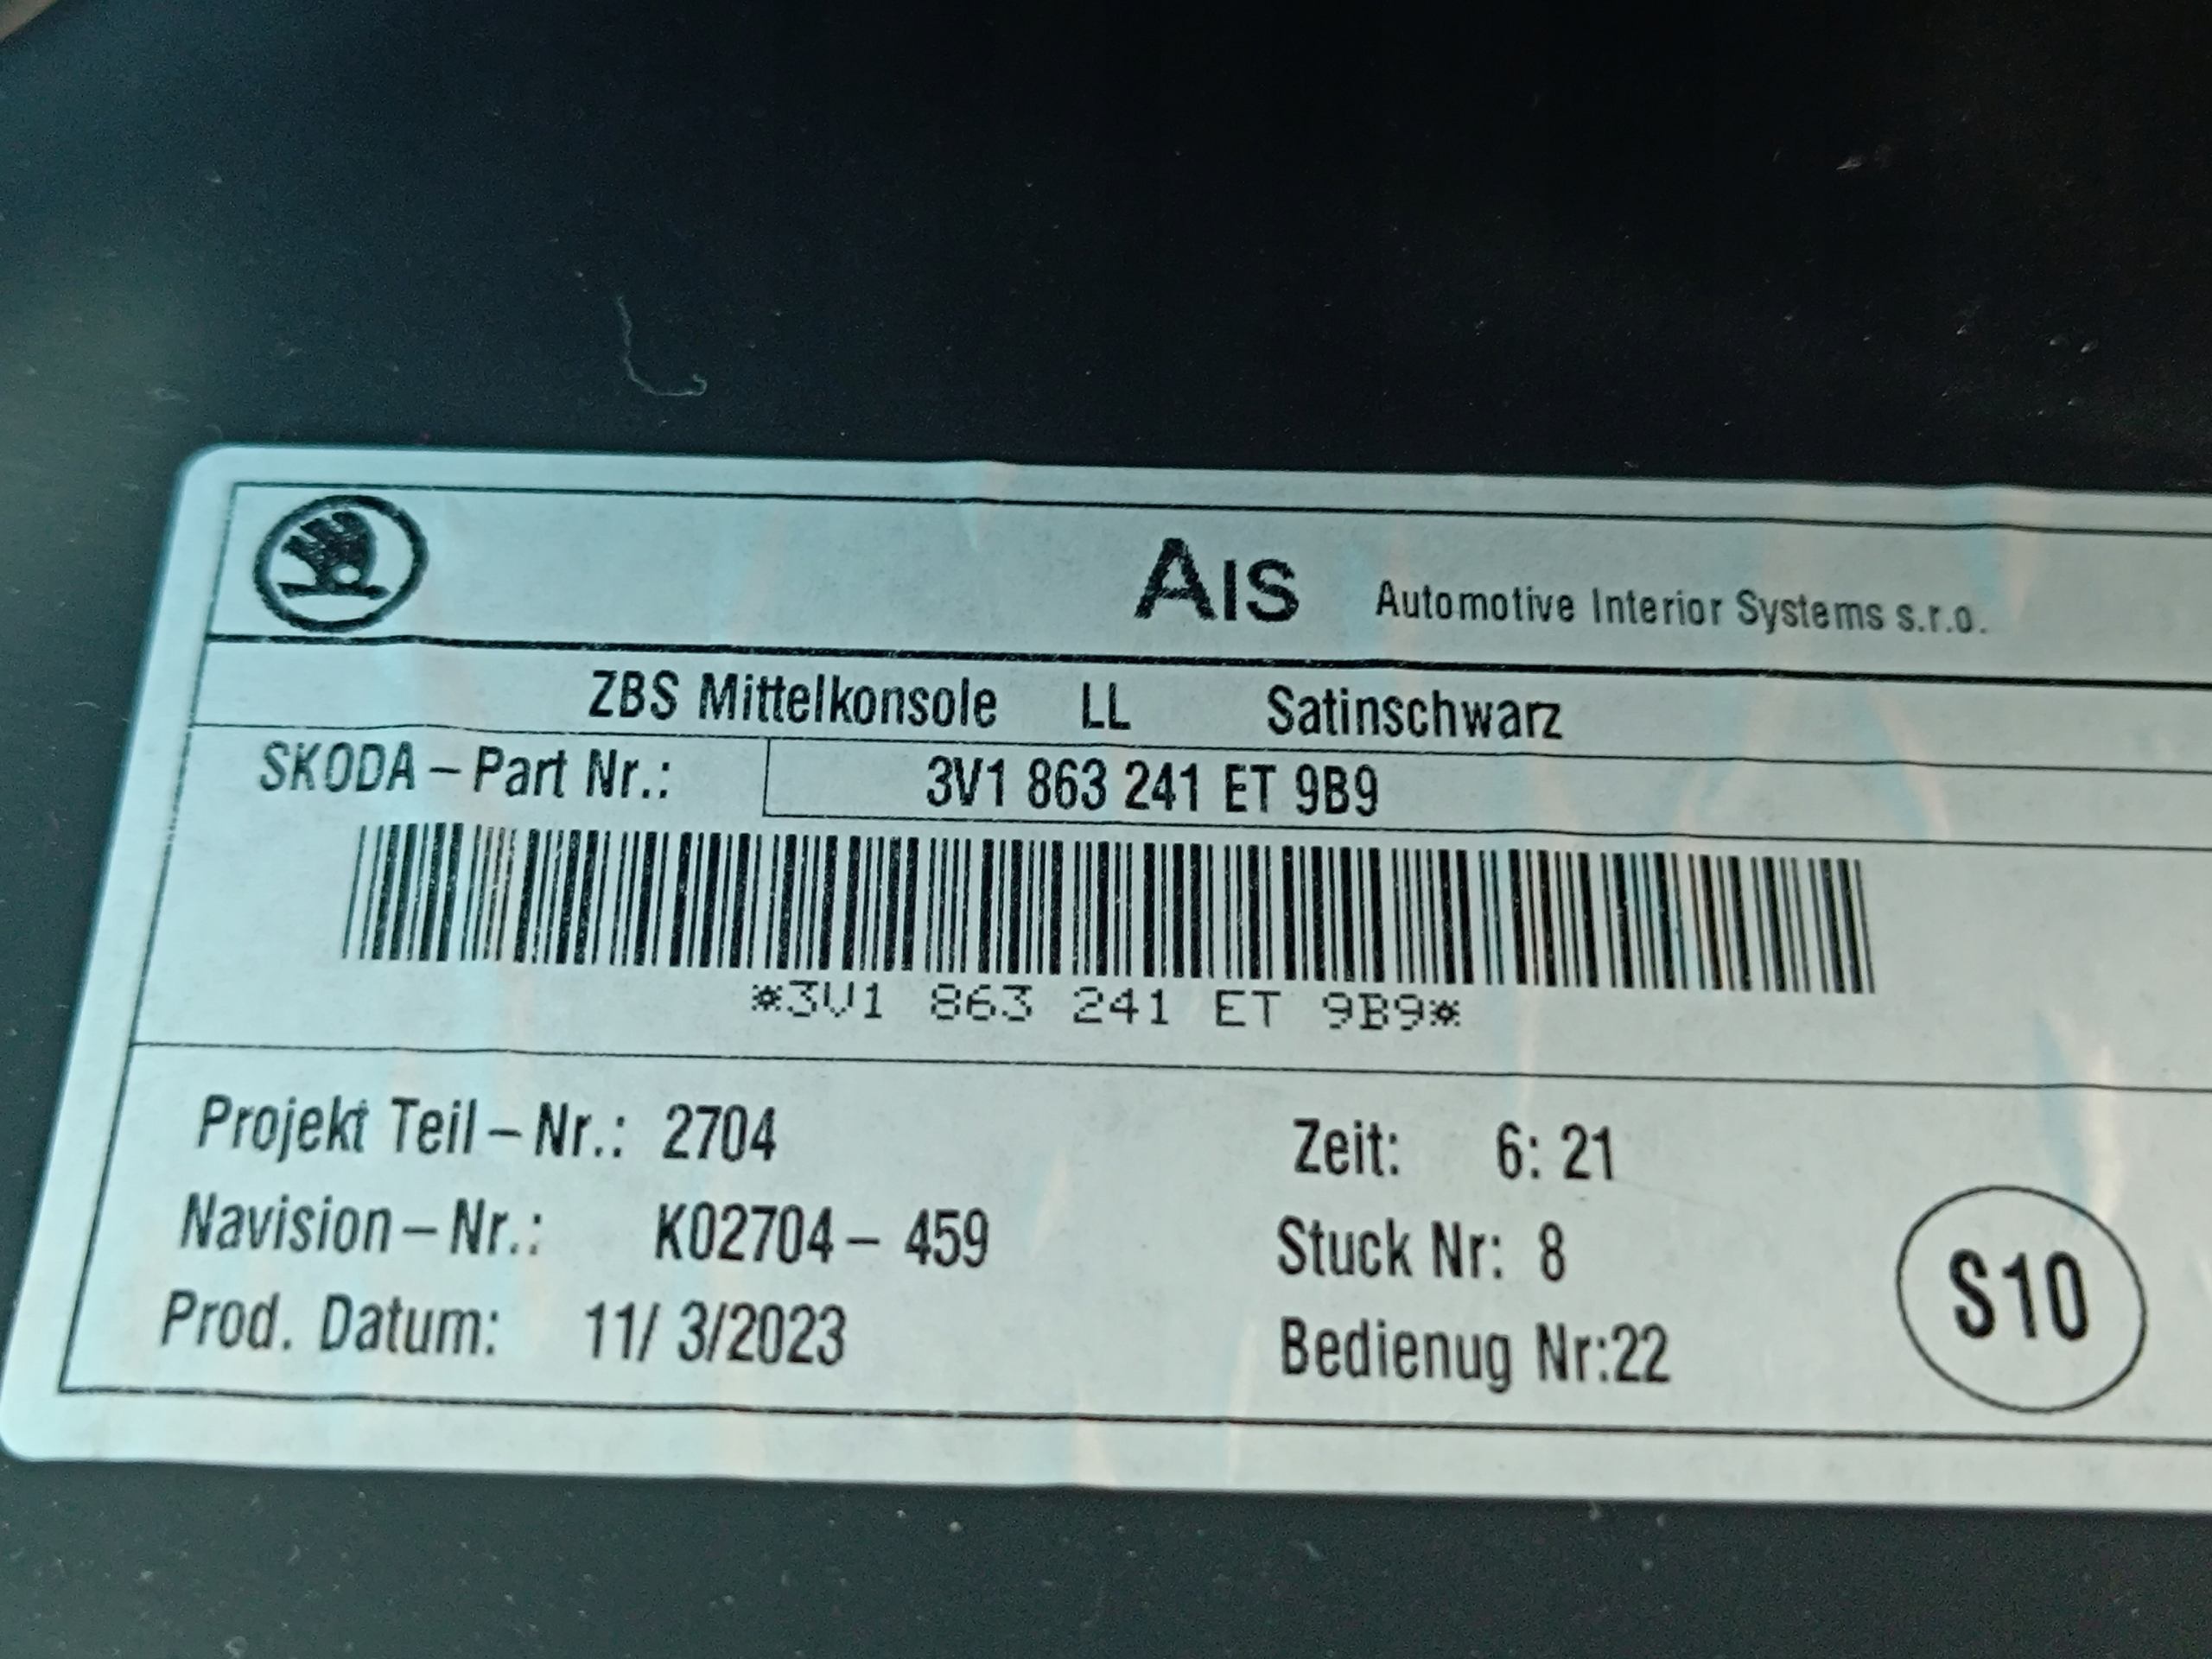 AIS Automotive Interior Systems s.r.o.
ZBS Mittelkonsole LL Satinschwarz
SKODA – Part Nr.: 3V1 863 241 ET 9B9
*3V1 863 241 ET 9B9*
Projekt Teil – Nr.: 2704
Zeit: 6: 21
Navision – Nr.: K02704 – 459
Stuck Nr: 8
Prod. Datum: 11/ 3/2023
Bedienug Nr:22
S10